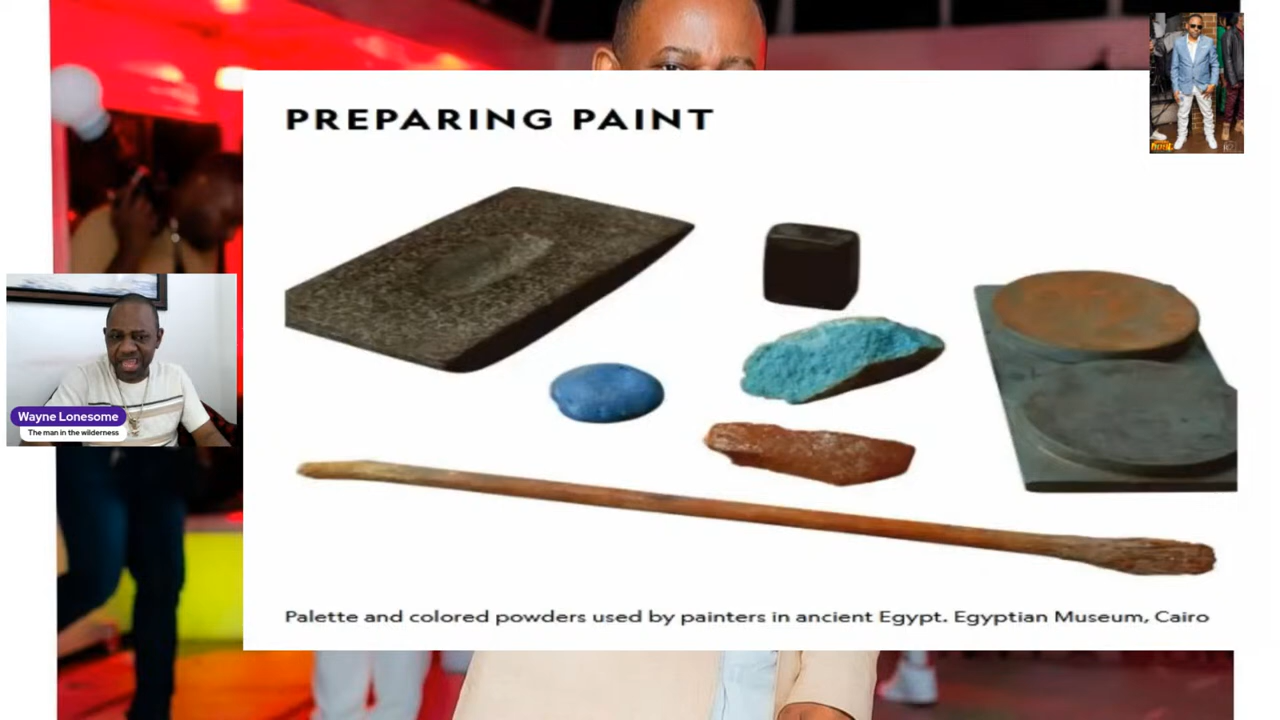 PREPARING PAINT
Wayne Lonesome
The man in the wilderness
Palette and colored powders used by painters in ancient Egypt. Egyptian Museum, Cairo